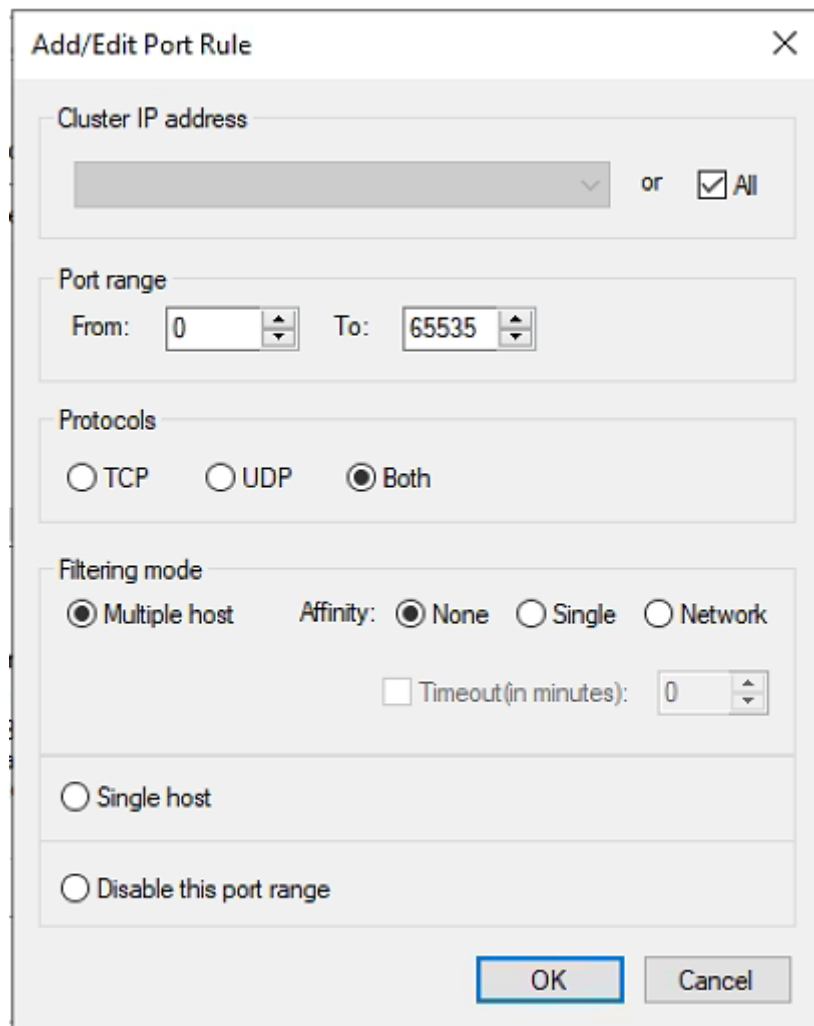 Add/Edit Port Rule
Cluster IP address
or All
Port range
From: 0 To: 65535
Protocols
TCP UDP Both
Filtering mode
Multiple host Affinity: None Single Network
Timeout(in minutes): 0
Single host
Disable this port range
OK Cancel